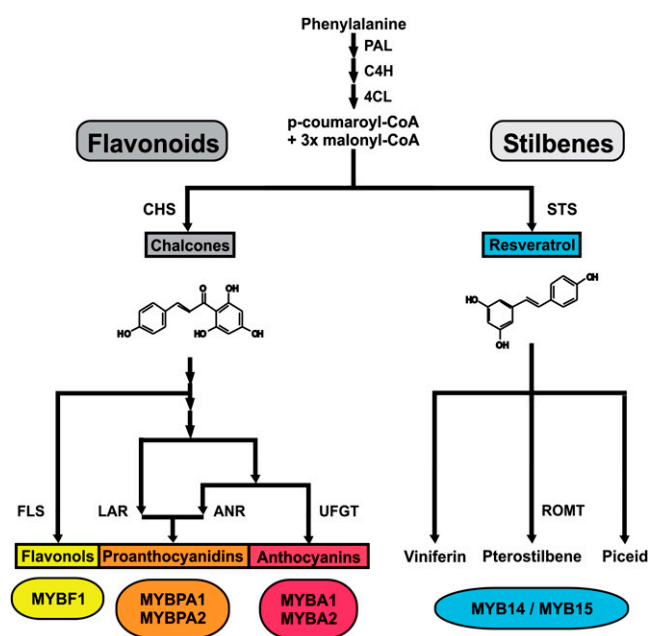 Phenylalanine
PAL
C4H
4CL
p-coumaroyl-CoA
+ 3x malonyl-CoA
Flavonoids
Stilbenes
CHS
STS
Chalcones
Resveratrol
O
OH
HO
HO
OH
OH
HO
OH
FLS
LAR
ANR
UFGT
ROMT
Flavonols
Proanthocyanidins
Anthocyanins
Viniferin
Pterostilbene
Piceid
MYBF1
MYBPA1
MYBPA2
MYBA1
MYBA2
MYB14 / MYB15